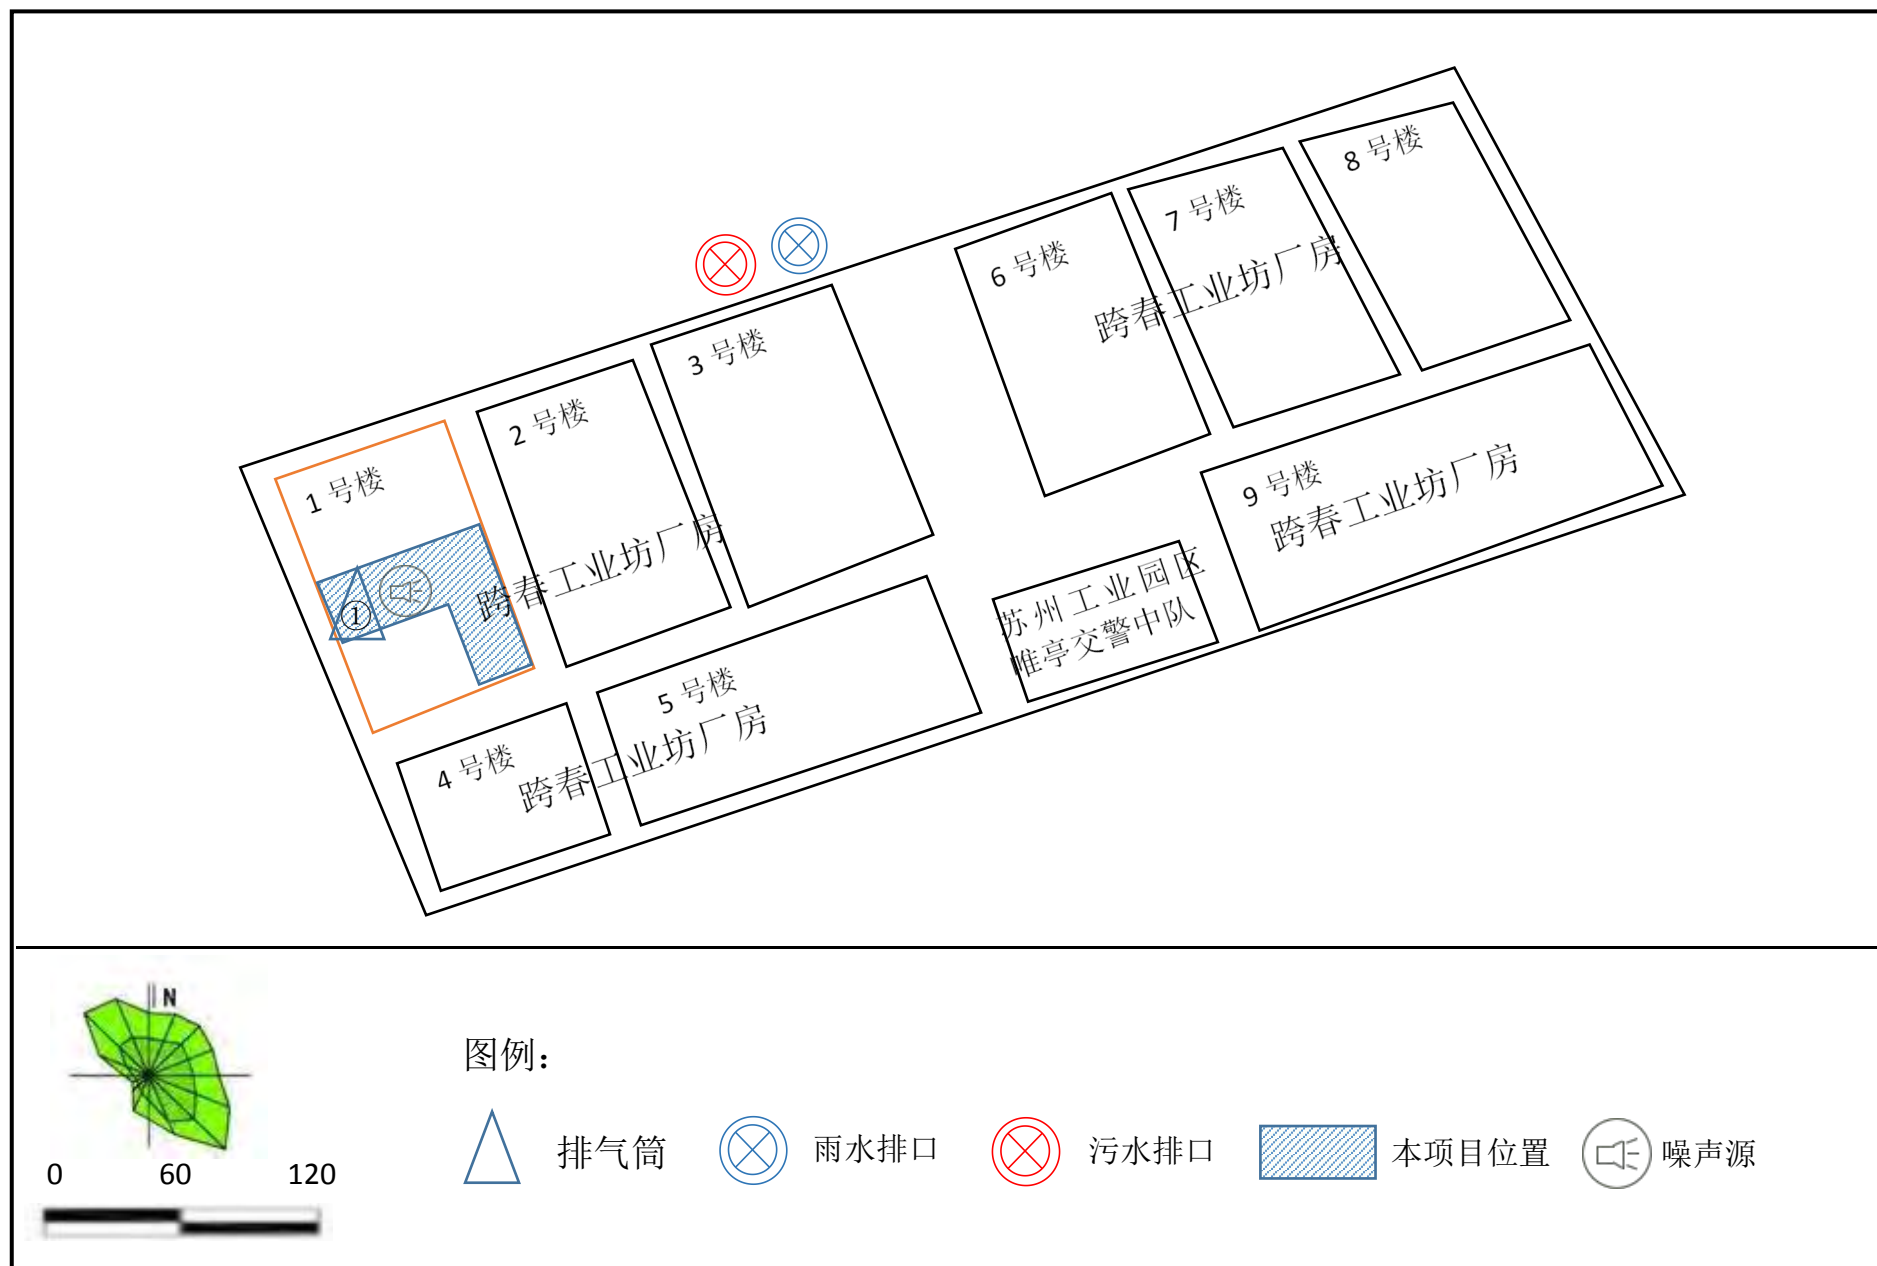 8 号楼
7 号楼
6 号楼
跨春工业坊厂房
3 号楼
2 号楼
1 号楼
9 号楼
跨春工业坊厂房
跨春工业坊厂房
①
苏州工业园区
唯亭交警中队
5 号楼
4 号楼
跨春工业坊厂房
N
0 60 120
图例：
排气筒
雨水排口
污水排口
本项目位置
噪声源